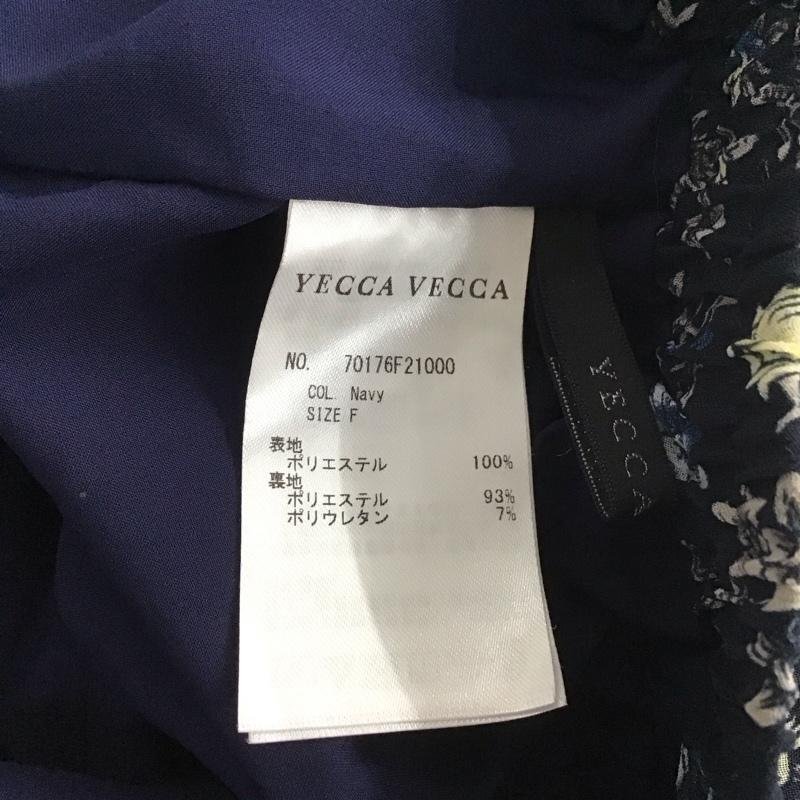 YECCA VECCA
NO. 70176F21000
COL. Navy
SIZE F
表地
ポリエステル 100%
裏地
ポリエステル 93%
ポリウレタン 7%
YECCA